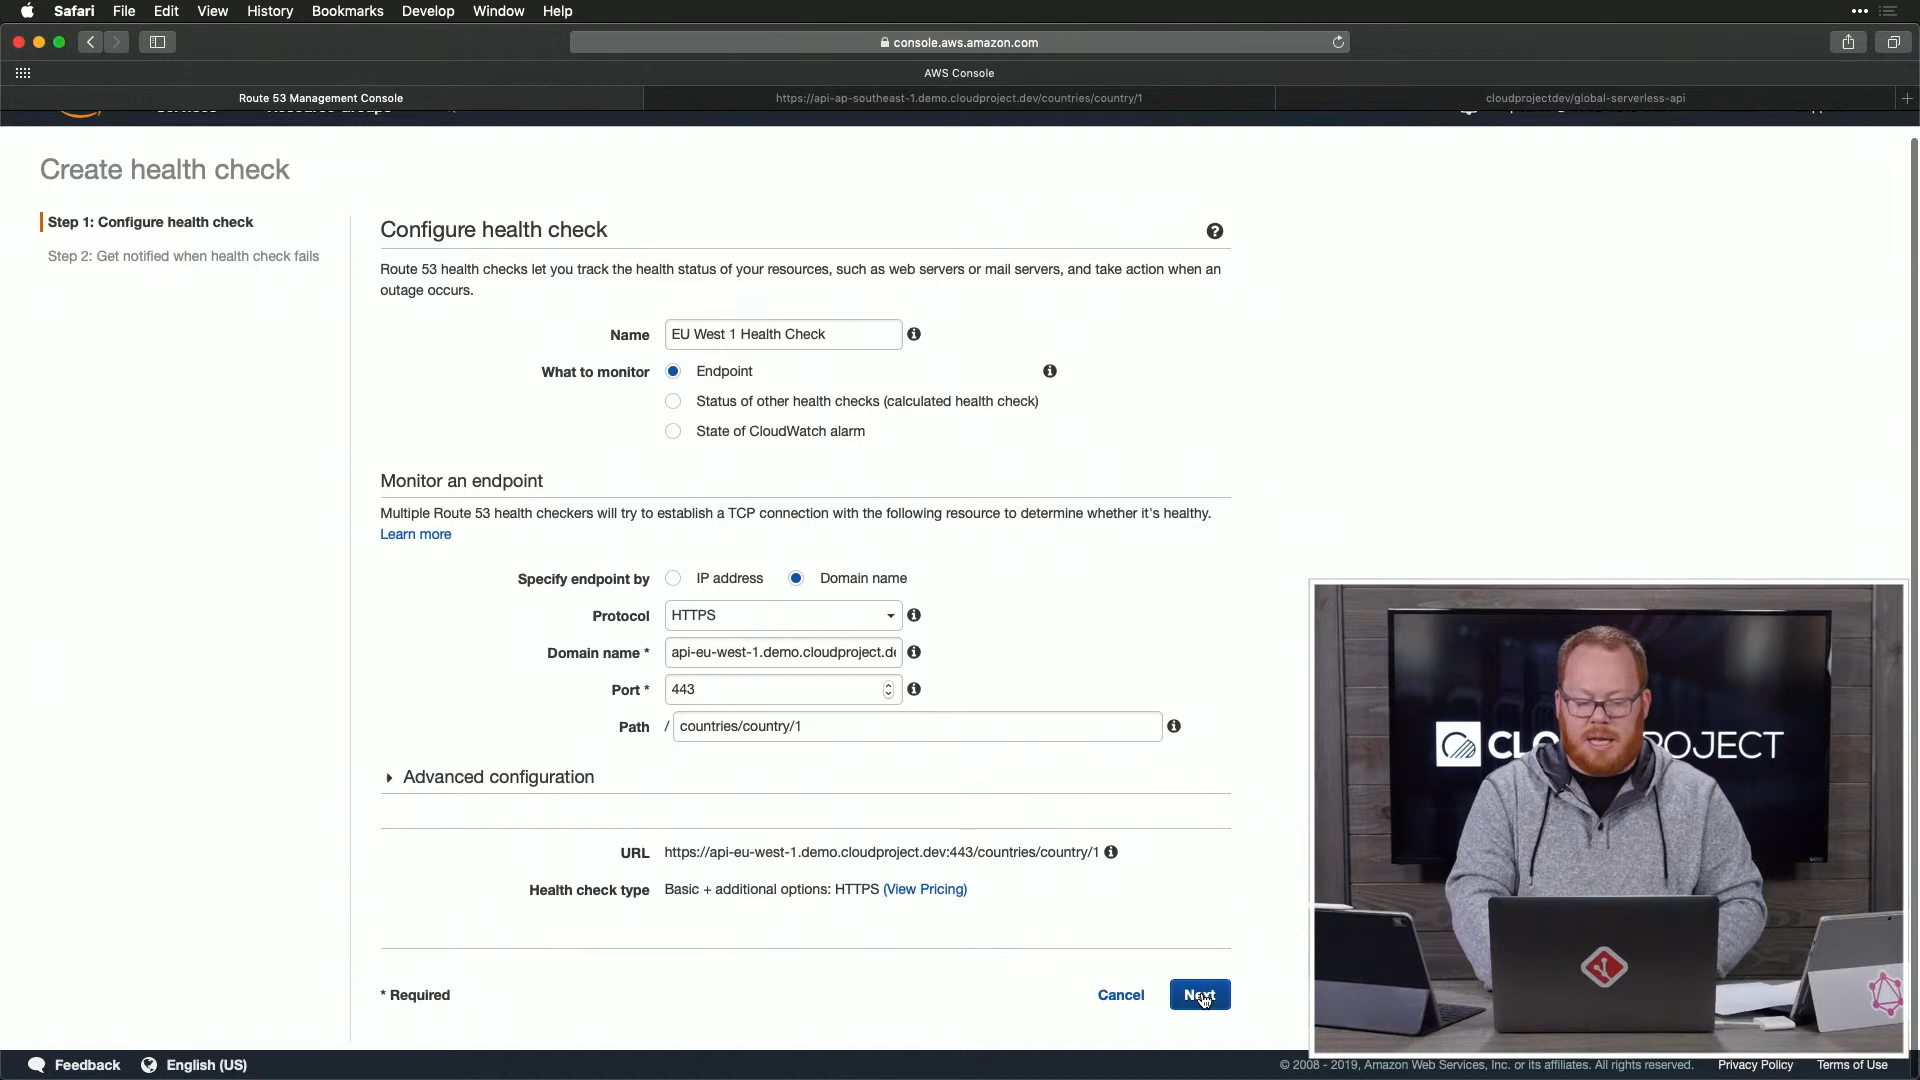 Safari File Edit View History Bookmarks Develop Window Help
console.aws.amazon.com
AWS Console
Route 53 Management Console
https://api-ap-southeast-1.demo.cloudproject.dev/countries/country/1
cloudprojectdev/global-serverless-api
Create health check
Step 1: Configure health check
Step 2: Get notified when health check fails
Configure health check
Route 53 health checks let you track the health status of your resources, such as web servers or mail servers, and take action when an
outage occurs.
Name EU West 1 Health Check
What to monitor Endpoint
Status of other health checks (calculated health check)
State of CloudWatch alarm
Monitor an endpoint
Multiple Route 53 health checkers will try to establish a TCP connection with the following resource to determine whether it's healthy.
Learn more
Specify endpoint by IP address Domain name
Protocol HTTPS
Domain name * api-eu-west-1.demo.cloudproject.de
Port * 443
Path / countries/country/1
Advanced configuration
URL https://api-eu-west-1.demo.cloudproject.dev:443/countries/country/1
Health check type Basic + additional options: HTTPS (View Pricing)
* Required
Cancel Next
CLO PROJECT
Feedback English (US)
© 2008 - 2019, Amazon Web Services, Inc. or its affiliates. All rights reserved. Privacy Policy Terms of Use